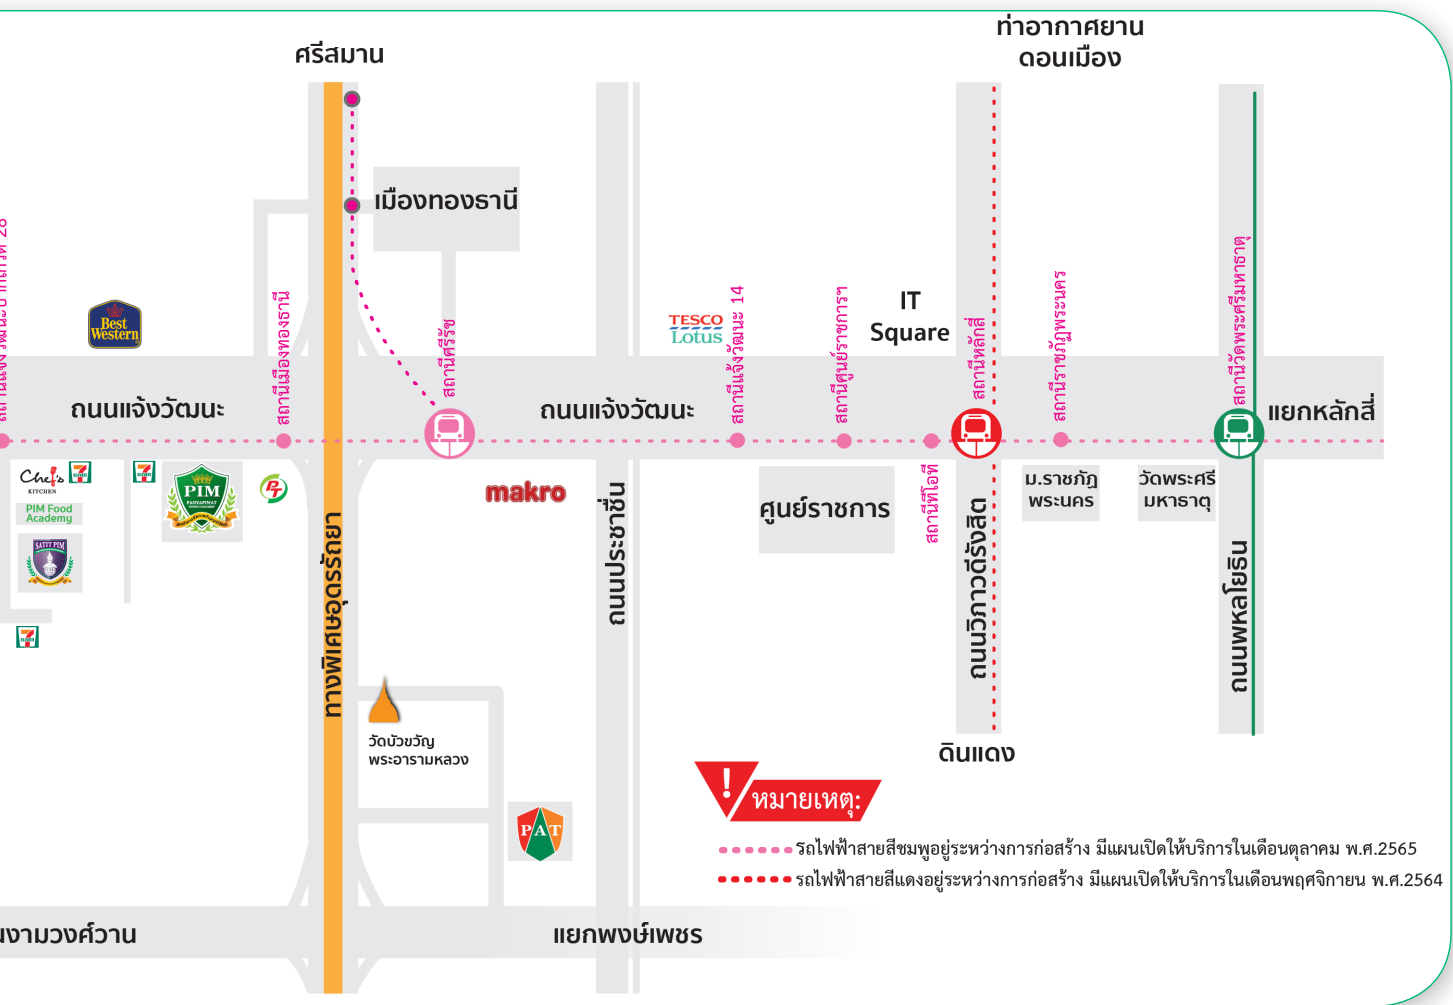 ท่าอากาศยาน
ดอนเมือง
ศรีสมาน
เมืองทองธานี
Best
Western
สถานีเมืองทองธานี
สถานีศรีรัช
TESCO
Lotus
สถานีแจ้งวัฒนะ 14
สถานีศูนย์ราชการฯ
IT
Square
สถานีหลักสี่
สถานีราชภัฏพระนคร
สถานีวัดพระศรีมหาธาตุ
ถนนแจ้งวัฒนะ
ถนนแจ้งวัฒนะ
แยกหลักสี่
Chef's
KITCHEN
PIM Food
Academy
SATIT PIM
PIM
PANYAPIWAT
PT
makro
ศูนย์ราชการ
สถานีทีโอที
ม.ราชภัฏ
พระนคร
วัดพระศรี
มหาธาตุ
ทางพิเศษอุดรรัถยา
ถนนประชาชื่น
ถนนวิภาวดีรังสิต
ถนนพหลโยธิน
วัดบัวขวัญ
พระอารามหลวง
ดินแดง
PAT
! หมายเหตุ:
รถไฟฟ้าสายสีชมพูอยู่ระหว่างการก่อสร้าง มีแผนเปิดให้บริการในเดือนตุลาคม พ.ศ.2565
รถไฟฟ้าสายสีแดงอยู่ระหว่างการก่อสร้าง มีแผนเปิดให้บริการในเดือนพฤศจิกายน พ.ศ.2564
งามวงศ์วาน
แยกพงษ์เพชร